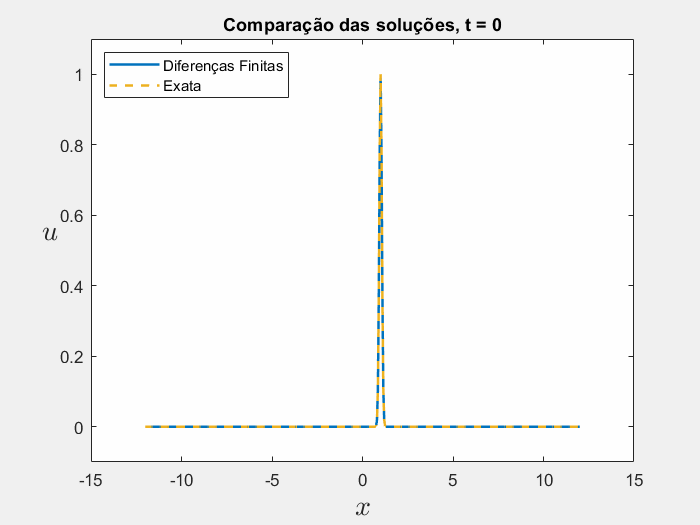 Comparação das soluções, t = 0
Diferenças Finitas
Exata
1
0.8
0.6
u
0.4
0.2
0
-15 -10 -5 0 5 10 15
x